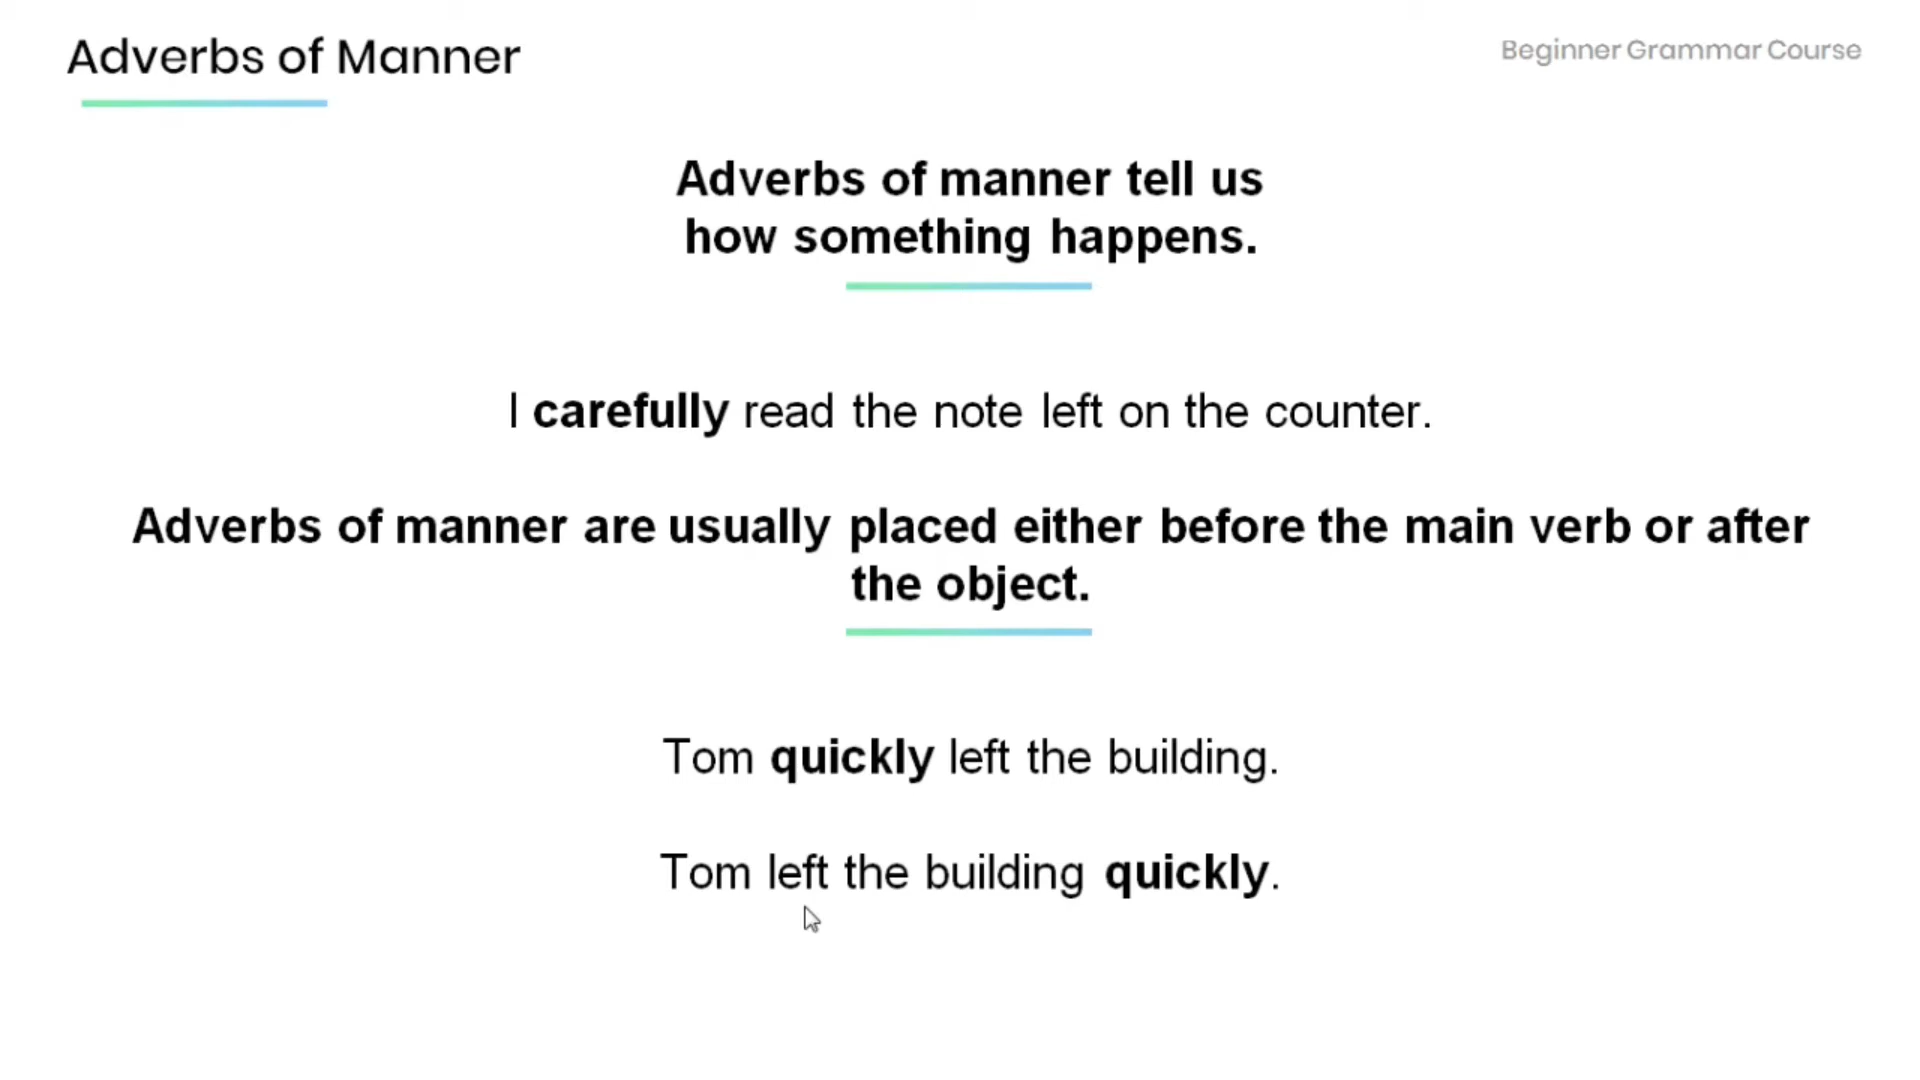 Adverbs of Manner
Beginner Grammar Course
Adverbs of manner tell us
how something happens.
I carefully read the note left on the counter.
Adverbs of manner are usually placed either before the main verb or after
the object.
Tom quickly left the building.
Tom left the building quickly.